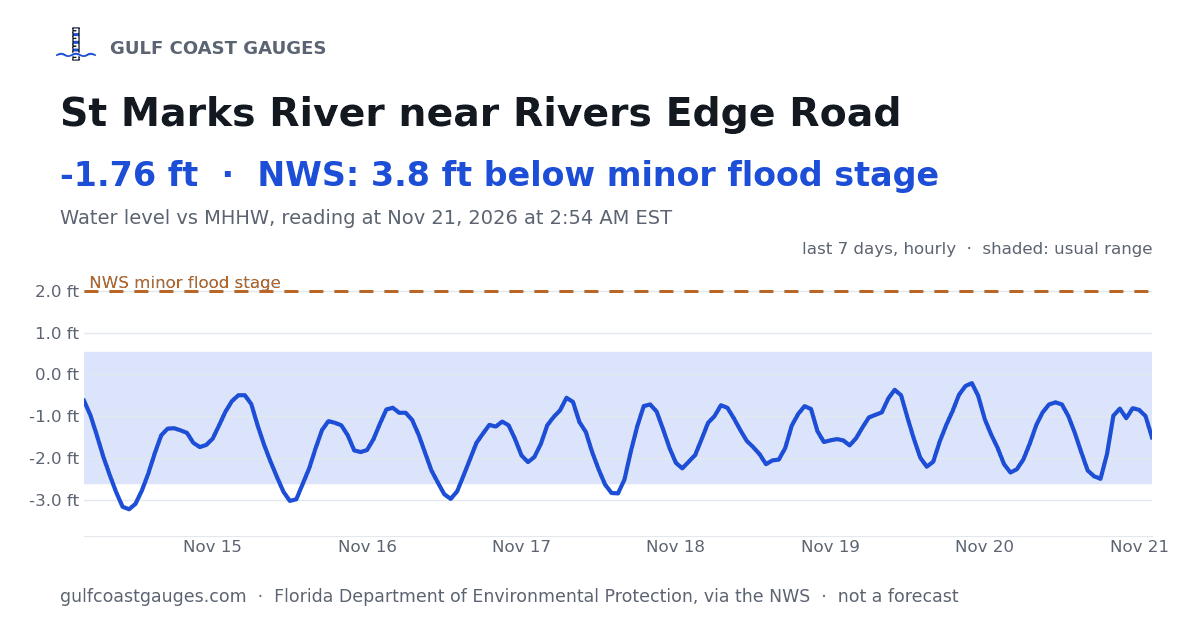 GULF COAST GAUGES
St Marks River near Rivers Edge Road
-1.76 ft · NWS: 3.8 ft below minor flood stage
Water level vs MHHW, reading at Nov 21, 2026 at 2:54 AM EST
last 7 days, hourly · shaded: usual range
NWS minor flood stage
2.0 ft
1.0 ft
0.0 ft
-1.0 ft
-2.0 ft
-3.0 ft
Nov 15 Nov 16 Nov 17 Nov 18 Nov 19 Nov 20 Nov 21
gulfcoastgauges.com · Florida Department of Environmental Protection, via the NWS · not a forecast